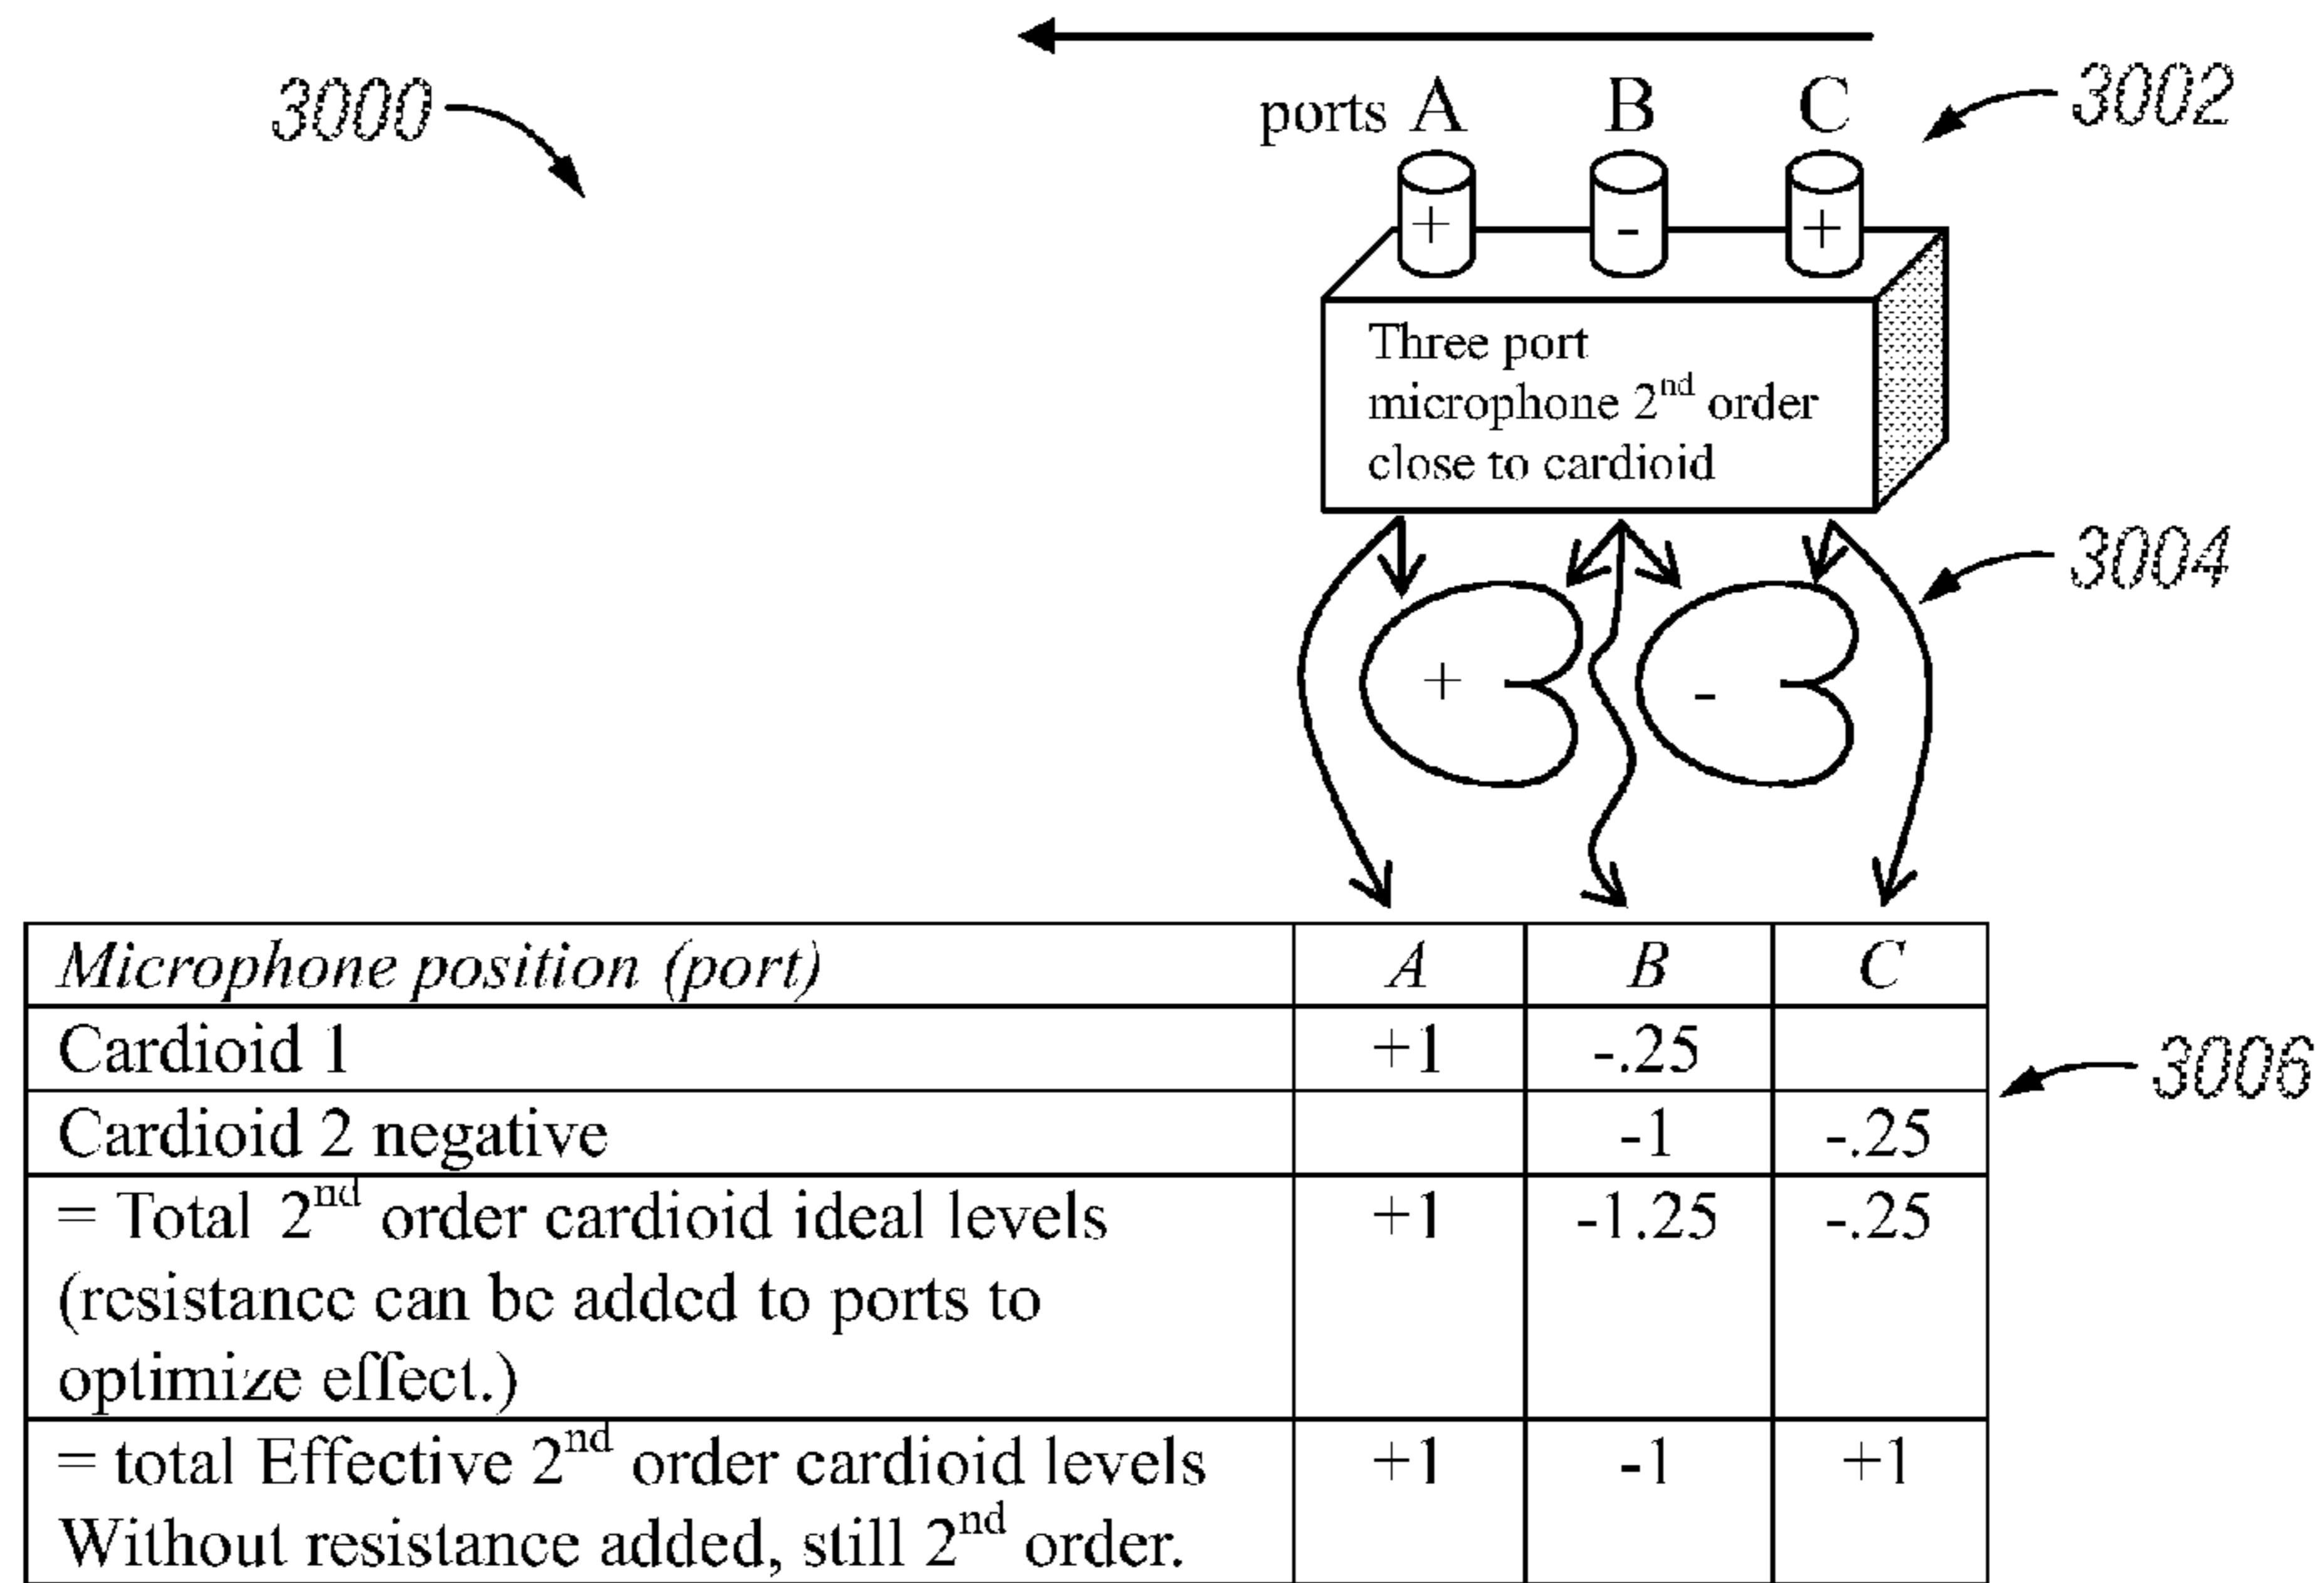 3000
ports A B C
3002
+ - +
Three port
microphone 2nd order
close to cardioid
3004
+ -
Microphone position (port) A B C
Cardioid 1 +1 -.25
3006
Cardioid 2 negative -1 -.25
= Total 2nd order cardioid ideal levels +1 -1.25 -.25
(resistance can be added to ports to
optimize effect.)
= total Effective 2nd order cardioid levels +1 -1 +1
Without resistance added, still 2nd order.